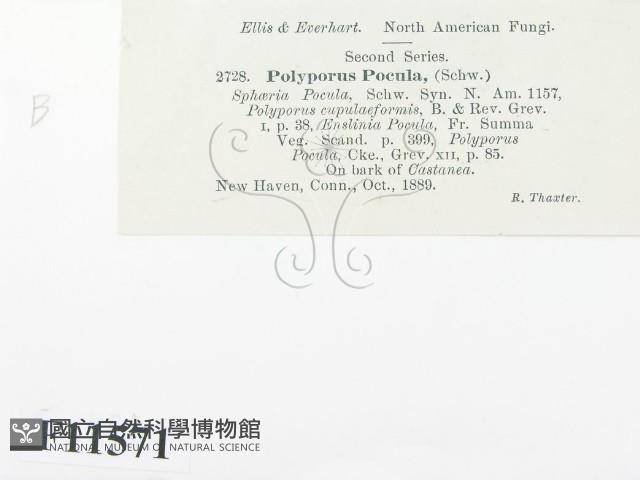 Ellis & Everhart. North American Fungi.
Second Series.
2728. Polyporus Pocula, (Schw.)
Sphæria Pocula, Schw. Syn. N. Am. 1157,
Polyporus cupulaeformis, B. & Rev. Grev.
I, p. 38, Enslinia Pocula, Fr. Summa
Veg. Scand. p. 399, Polyporus
Pocula, Cke., Grev. XII, p. 85.
On bark of Castanea.
New Haven, Conn., Oct., 1889.
R. Thaxter.
B
國立自然科學博物館
NATIONAL MUSEUM OF NATURAL SCIENCE
11571